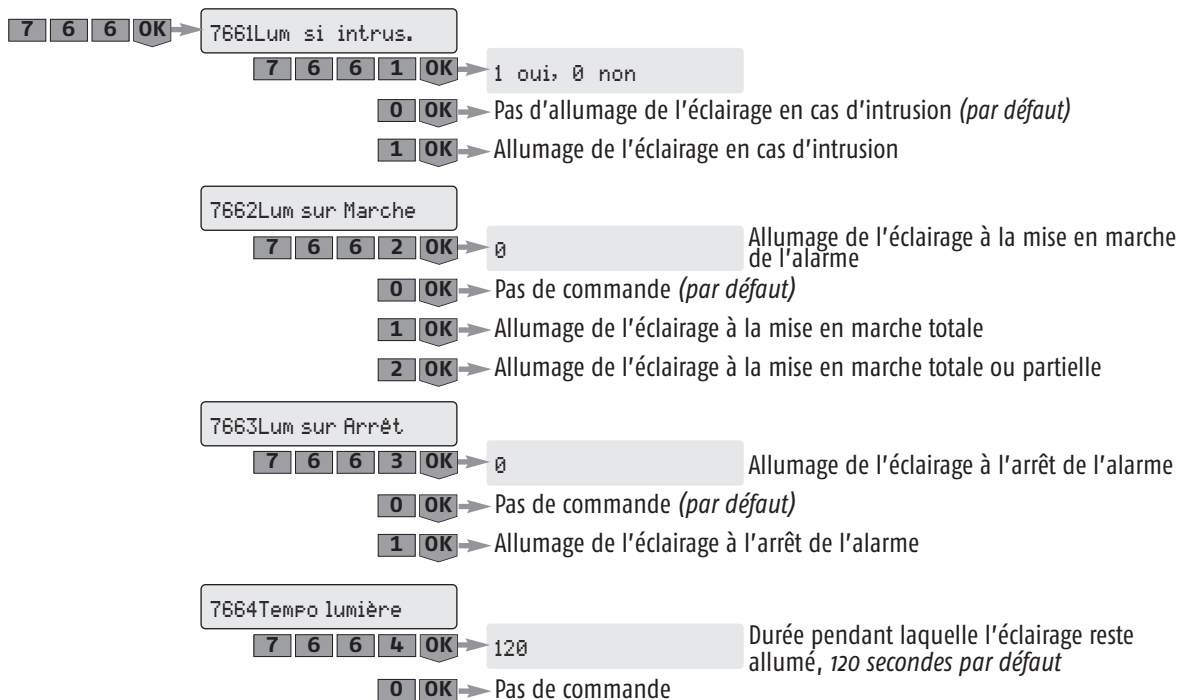 7 6 6 OK 7661Lum si intrus.
7 6 6 1 OK 1 oui, 0 non
0 OK Pas d'allumage de l'éclairage en cas d'intrusion (par défaut)
1 OK Allumage de l'éclairage en cas d'intrusion
7662Lum sur Marche
7 6 6 2 OK 0 Allumage de l'éclairage à la mise en marche
de l'alarme
0 OK Pas de commande (par défaut)
1 OK Allumage de l'éclairage à la mise en marche totale
2 OK Allumage de l'éclairage à la mise en marche totale ou partielle
7663Lum sur Arrêt
7 6 6 3 OK 0 Allumage de l'éclairage à l'arrêt de l'alarme
0 OK Pas de commande (par défaut)
1 OK Allumage de l'éclairage à l'arrêt de l'alarme
7664Tempo lumière
7 6 6 4 OK 120 Durée pendant laquelle l'éclairage reste
allumé, 120 secondes par défaut
0 OK Pas de commande